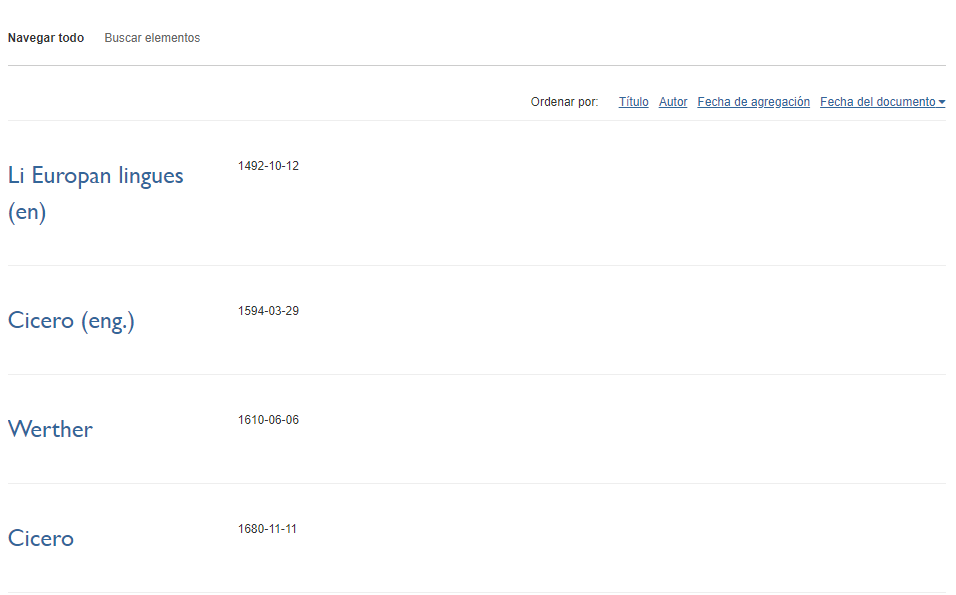 Navegar todo Buscar elementos
Ordenar por: Título Autor Fecha de agregación Fecha del documento
Li Europan lingues 1492-10-12
(en)
Cicero (eng.) 1594-03-29
Werther 1610-06-06
Cicero 1680-11-11